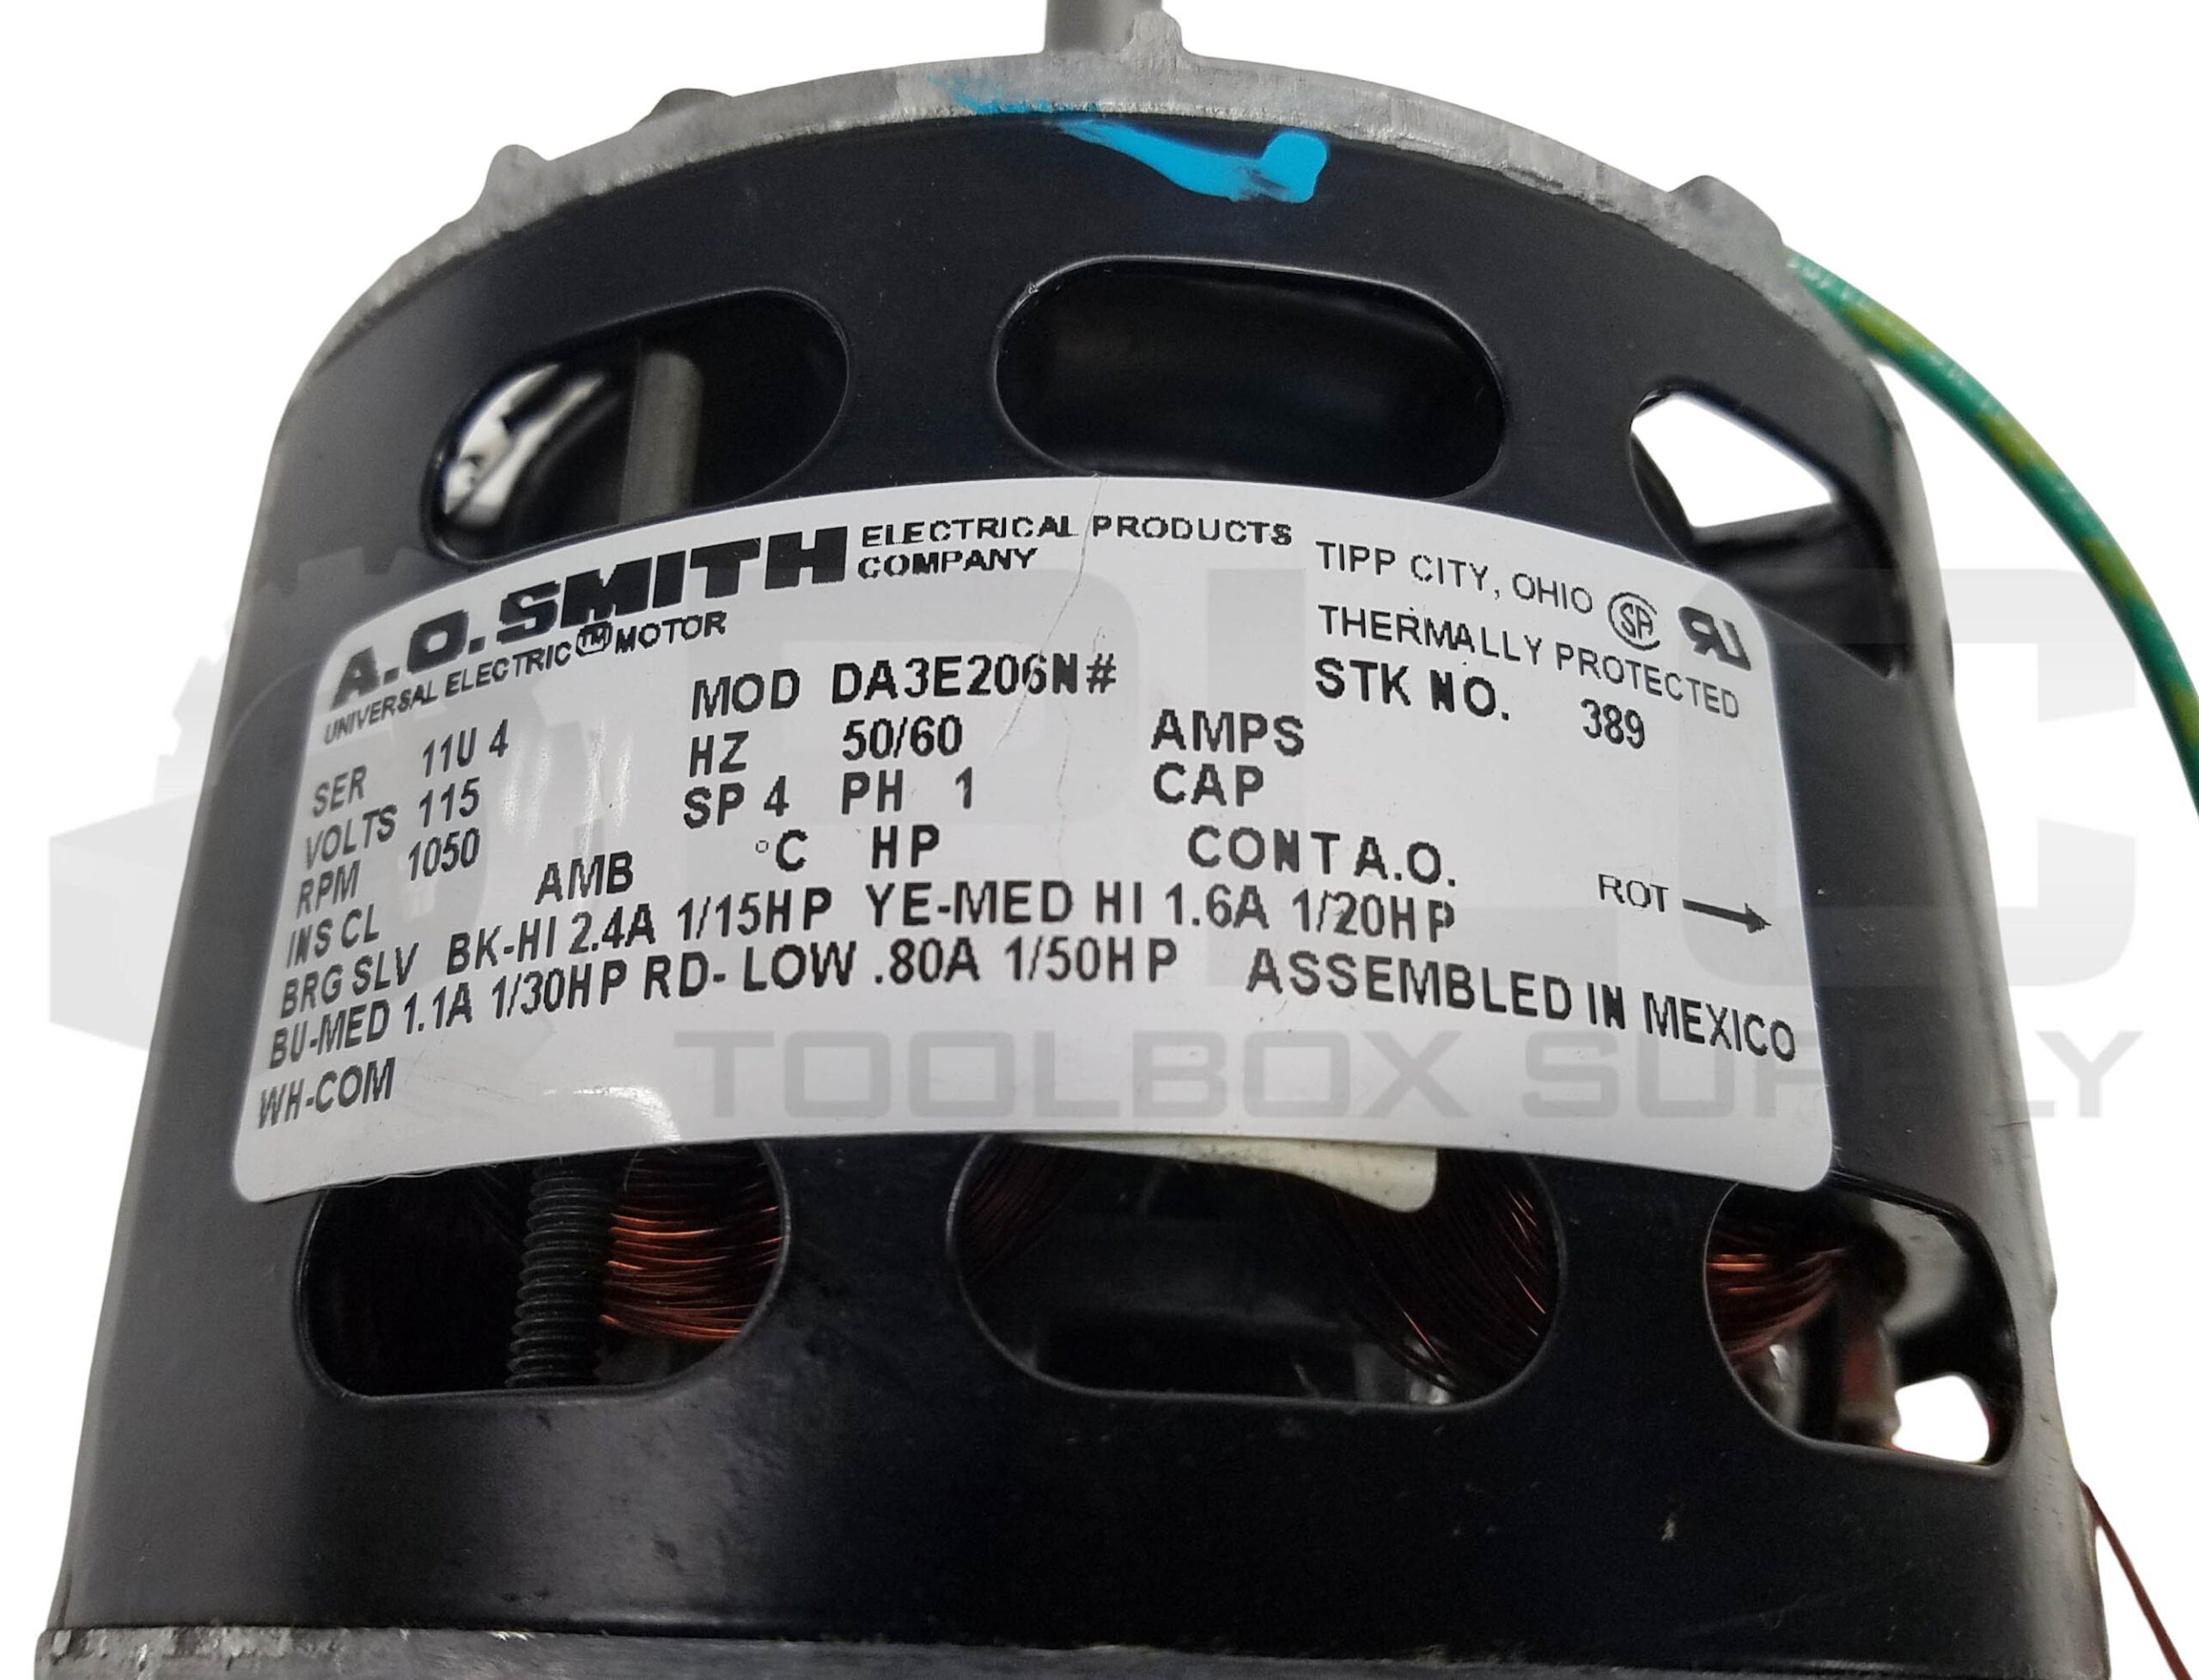 A.O.SMITH ELECTRICAL PRODUCTS COMPANY
TIPP CITY, OHIO
UNIVERSAL ELECTRIC TM MOTOR
THERMALLY PROTECTED
MOD DA3E206N# STK NO. 389
SER 11U 4 HZ 50/60 AMPS
VOLTS 115 SP 4 PH 1 CAP
RPM 1050 AMB °C HP CONT A.O.
INS CL ROT
BRG SLV BK-HI 2.4A 1/15HP YE-MED HI 1.6A 1/20HP
BU-MED 1.1A 1/30HP RD- LOW .80A 1/50HP ASSEMBLED IN MEXICO
WH-COM
PLC
TOOLBOX SUPPLY